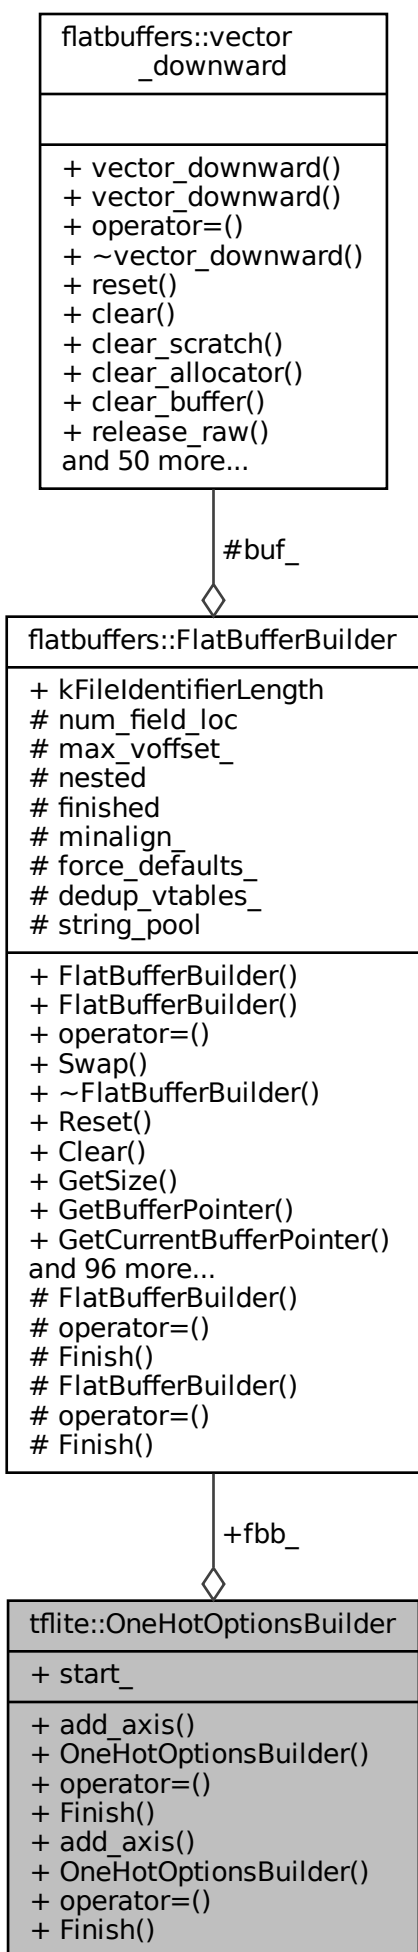 flatbuffers::vector
_downward
+ vector_downward()
+ vector_downward()
+ operator=()
+ ~vector_downward()
+ reset()
+ clear()
+ clear_scratch()
+ clear_allocator()
+ clear_buffer()
+ release_raw()
and 50 more...
#buf_
flatbuffers::FlatBufferBuilder
+ kFileIdentifierLength
# num_field_loc
# max_voffset_
# nested
# finished
# minalign_
# force_defaults_
# dedup_vtables_
# string_pool
+ FlatBufferBuilder()
+ FlatBufferBuilder()
+ operator=()
+ Swap()
+ ~FlatBufferBuilder()
+ Reset()
+ Clear()
+ GetSize()
+ GetBufferPointer()
+ GetCurrentBufferPointer()
and 96 more...
# FlatBufferBuilder()
# operator=()
# Finish()
# FlatBufferBuilder()
# operator=()
# Finish()
+fbb_
tflite::OneHotOptionsBuilder
+ start_
+ add_axis()
+ OneHotOptionsBuilder()
+ operator=()
+ Finish()
+ add_axis()
+ OneHotOptionsBuilder()
+ operator=()
+ Finish()